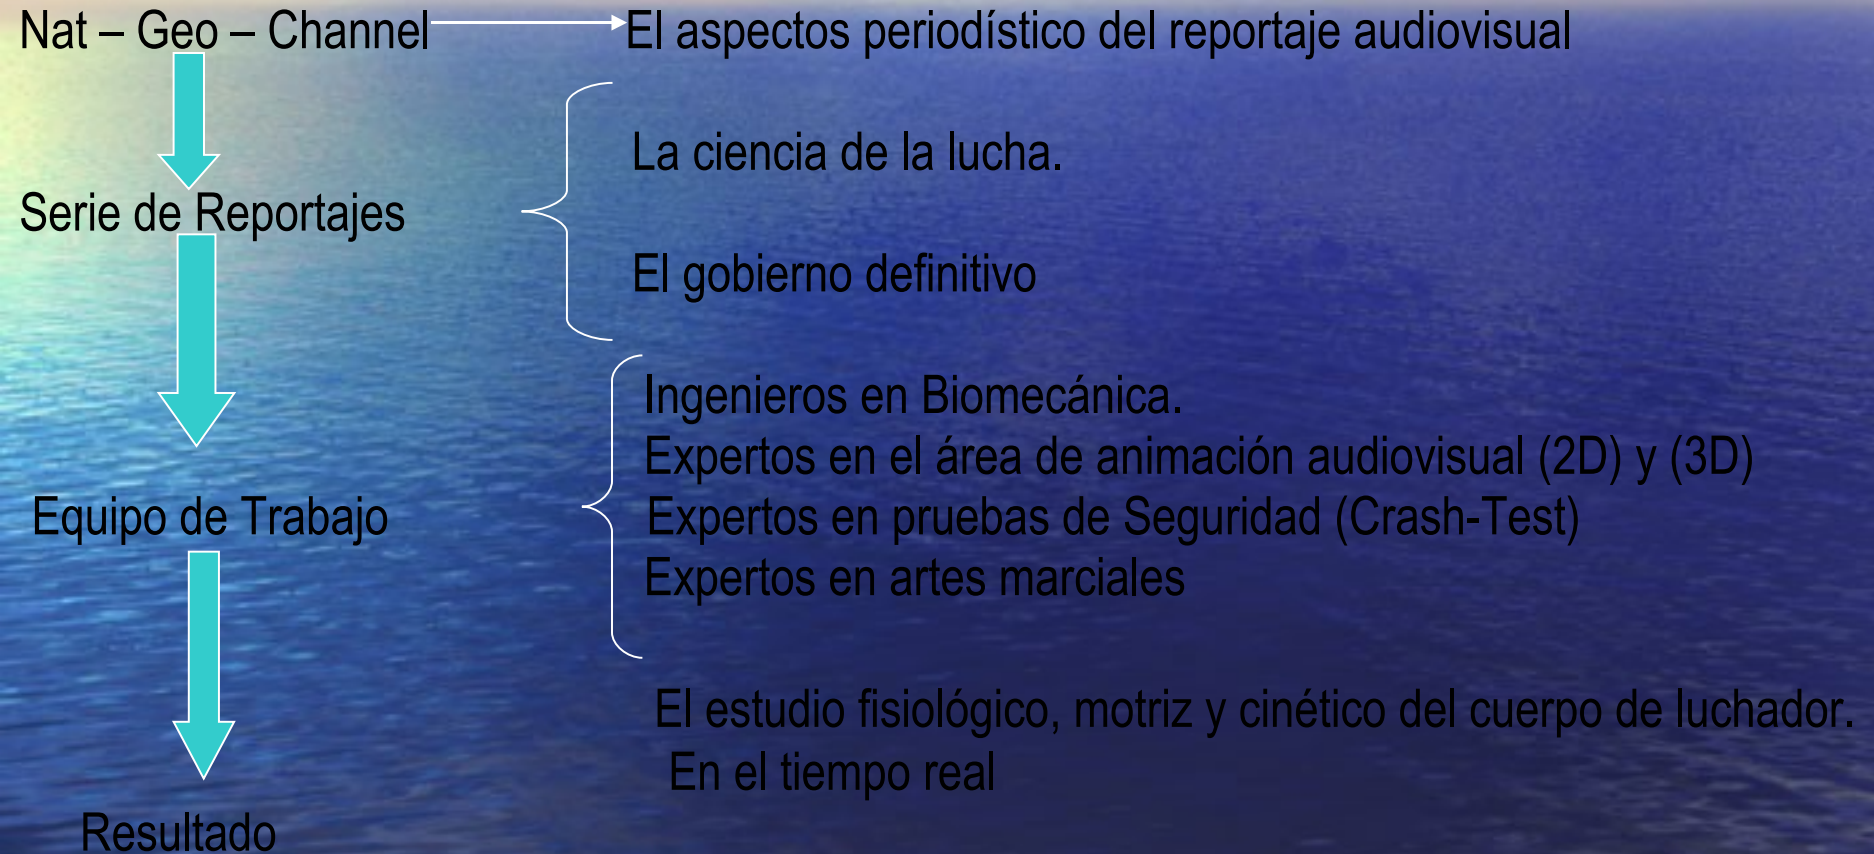 Nat – Geo – Channel
El aspectos periodístico del reportaje audiovisual
La ciencia de la lucha.
Serie de Reportajes
El gobierno definitivo
Ingenieros en Biomecánica.
Expertos en el área de animación audiovisual (2D) y (3D)
Equipo de Trabajo
Expertos en pruebas de Seguridad (Crash-Test)
Expertos en artes marciales
El estudio fisiológico, motriz y cinético del cuerpo de luchador.
En el tiempo real
Resultado